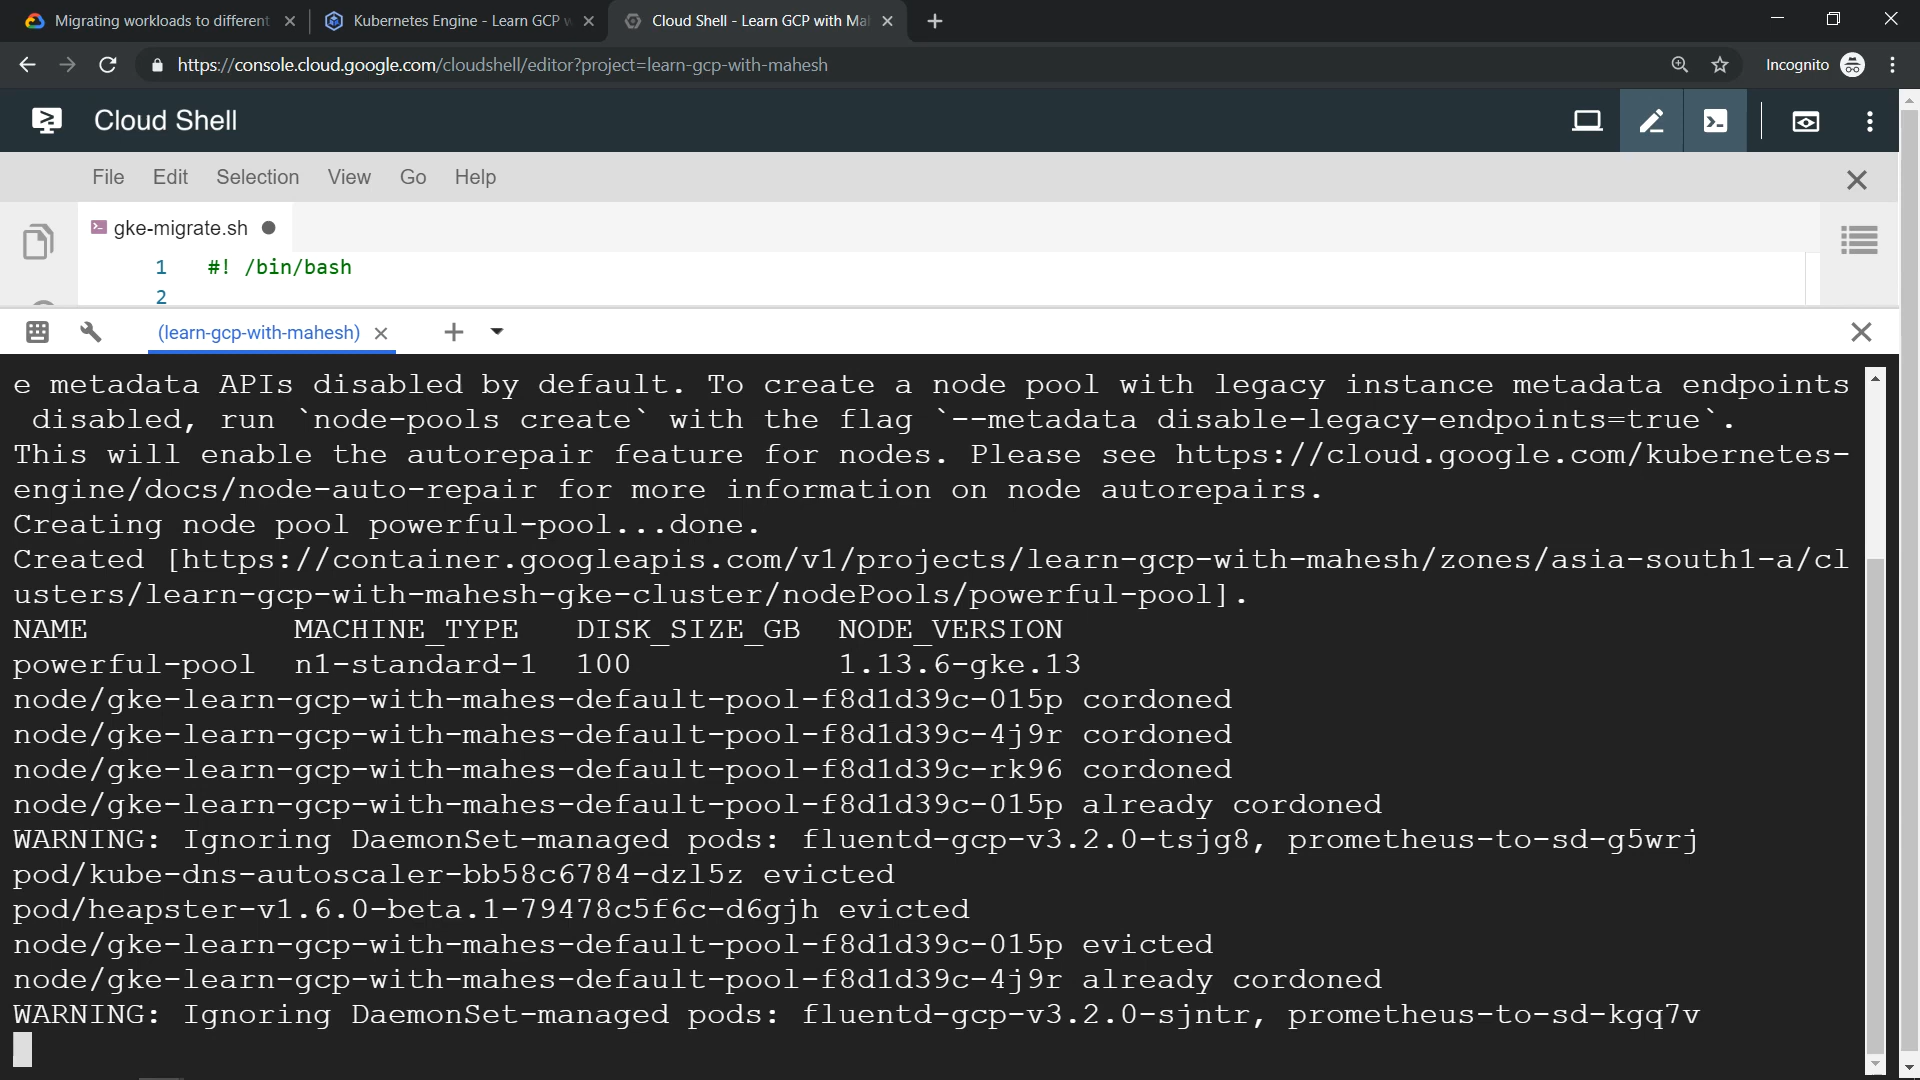 Migrating workloads to different
Kubernetes Engine - Learn GCP w
Cloud Shell - Learn GCP with Mah
https://console.cloud.google.com/cloudshell/editor?project=learn-gcp-with-mahesh
Incognito
Cloud Shell
File Edit Selection View Go Help
gke-migrate.sh
1 #! /bin/bash
2
(learn-gcp-with-mahesh)
e metadata APIs disabled by default. To create a node pool with legacy instance metadata endpoints
disabled, run `node-pools create` with the flag `--metadata disable-legacy-endpoints=true`.
This will enable the autorepair feature for nodes. Please see https://cloud.google.com/kubernetes-
engine/docs/node-auto-repair for more information on node autorepairs.
Creating node pool powerful-pool...done.
Created [https://container.googleapis.com/v1/projects/learn-gcp-with-mahesh/zones/asia-south1-a/cl
usters/learn-gcp-with-mahesh-gke-cluster/nodePools/powerful-pool].
NAME MACHINE_TYPE DISK_SIZE_GB NODE_VERSION
powerful-pool n1-standard-1 100 1.13.6-gke.13
node/gke-learn-gcp-with-mahes-default-pool-f8d1d39c-015p cordoned
node/gke-learn-gcp-with-mahes-default-pool-f8d1d39c-4j9r cordoned
node/gke-learn-gcp-with-mahes-default-pool-f8d1d39c-rk96 cordoned
node/gke-learn-gcp-with-mahes-default-pool-f8d1d39c-015p already cordoned
WARNING: Ignoring DaemonSet-managed pods: fluentd-gcp-v3.2.0-tsjg8, prometheus-to-sd-g5wrj
pod/kube-dns-autoscaler-bb58c6784-dzl5z evicted
pod/heapster-v1.6.0-beta.1-79478c5f6c-d6gjh evicted
node/gke-learn-gcp-with-mahes-default-pool-f8d1d39c-015p evicted
node/gke-learn-gcp-with-mahes-default-pool-f8d1d39c-4j9r already cordoned
WARNING: Ignoring DaemonSet-managed pods: fluentd-gcp-v3.2.0-sjntr, prometheus-to-sd-kgq7v